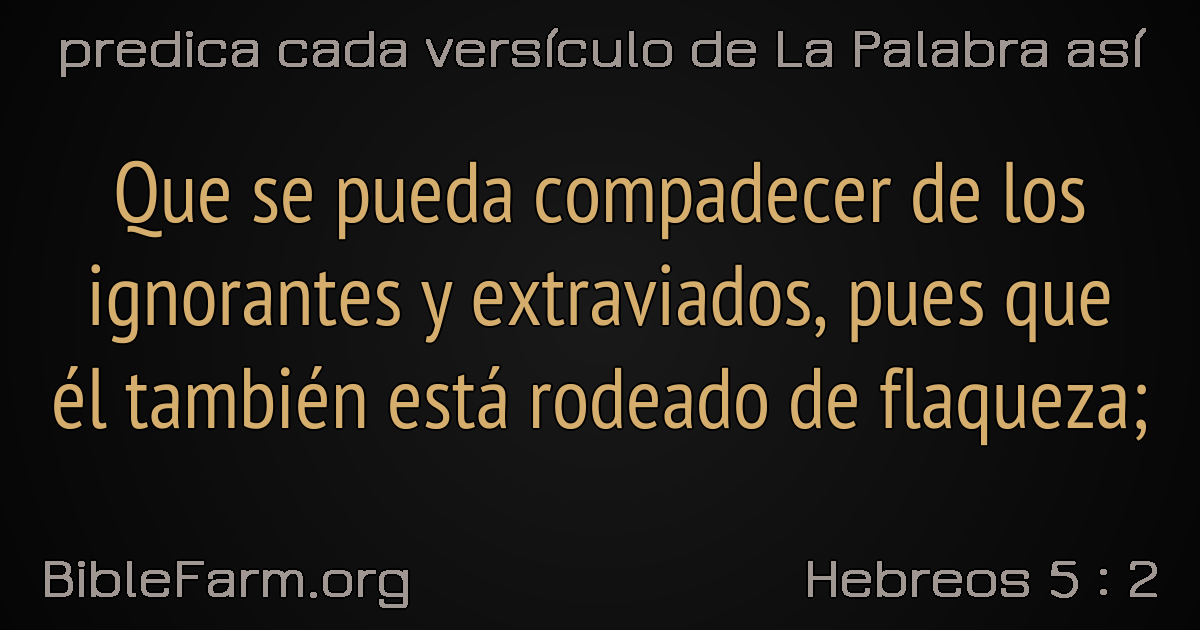 predica cada versículo de La Palabra así
Que se pueda compadecer de los
ignorantes y extraviados, pues que
él también está rodeado de flaqueza;
BibleFarm.org
Hebreos 5 : 2